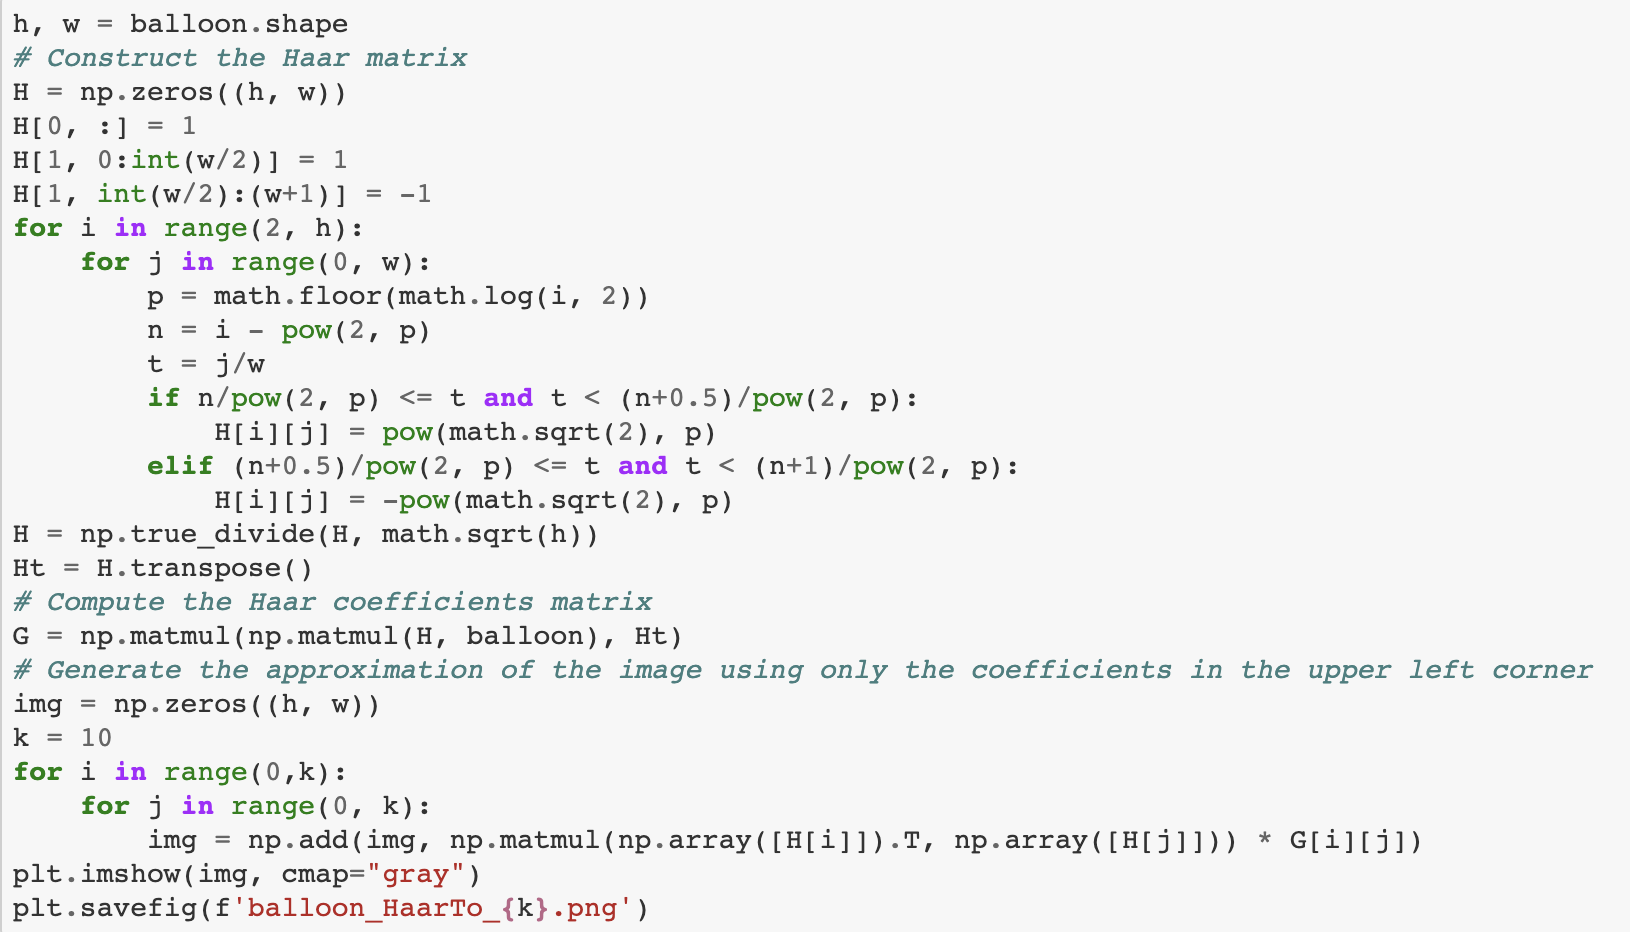 h, w = balloon.shape
# Construct the Haar matrix
H = np.zeros((h, w))
H[0, :] = 1
H[1, 0:int(w/2)] = 1
H[1, int(w/2):(w+1)] = -1
for i in range(2, h):
    for j in range(0, w):
        p = math.floor(math.log(i, 2))
        n = i - pow(2, p)
        t = j/w
        if n/pow(2, p) <= t and t < (n+0.5)/pow(2, p):
            H[i][j] = pow(math.sqrt(2), p)
        elif (n+0.5)/pow(2, p) <= t and t < (n+1)/pow(2, p):
            H[i][j] = -pow(math.sqrt(2), p)
H = np.true_divide(H, math.sqrt(h))
Ht = H.transpose()
# Compute the Haar coefficients matrix
G = np.matmul(np.matmul(H, balloon), Ht)
# Generate the approximation of the image using only the coefficients in the upper left corner
img = np.zeros((h, w))
k = 10
for i in range(0,k):
    for j in range(0, k):
        img = np.add(img, np.matmul(np.array([H[i]]).T, np.array([H[j]])) * G[i][j])
plt.imshow(img, cmap="gray")
plt.savefig(f'balloon_HaarTo_{k}.png')